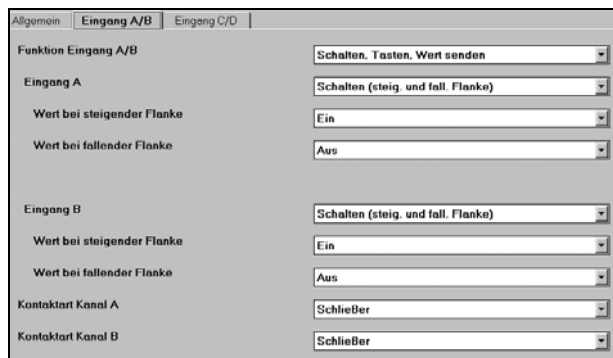 Allgemein Eingang A/B Eingang C/D
Funktion Eingang A/B Schalten, Tasten, Wert senden
Eingang A Schalten (steig. und fall. Flanke)
Wert bei steigender Flanke Ein
Wert bei fallender Flanke Aus
Eingang B Schalten (steig. und fall. Flanke)
Wert bei steigender Flanke Ein
Wert bei fallender Flanke Aus
Kontaktart Kanal A Schließer
Kontaktart Kanal B Schließer